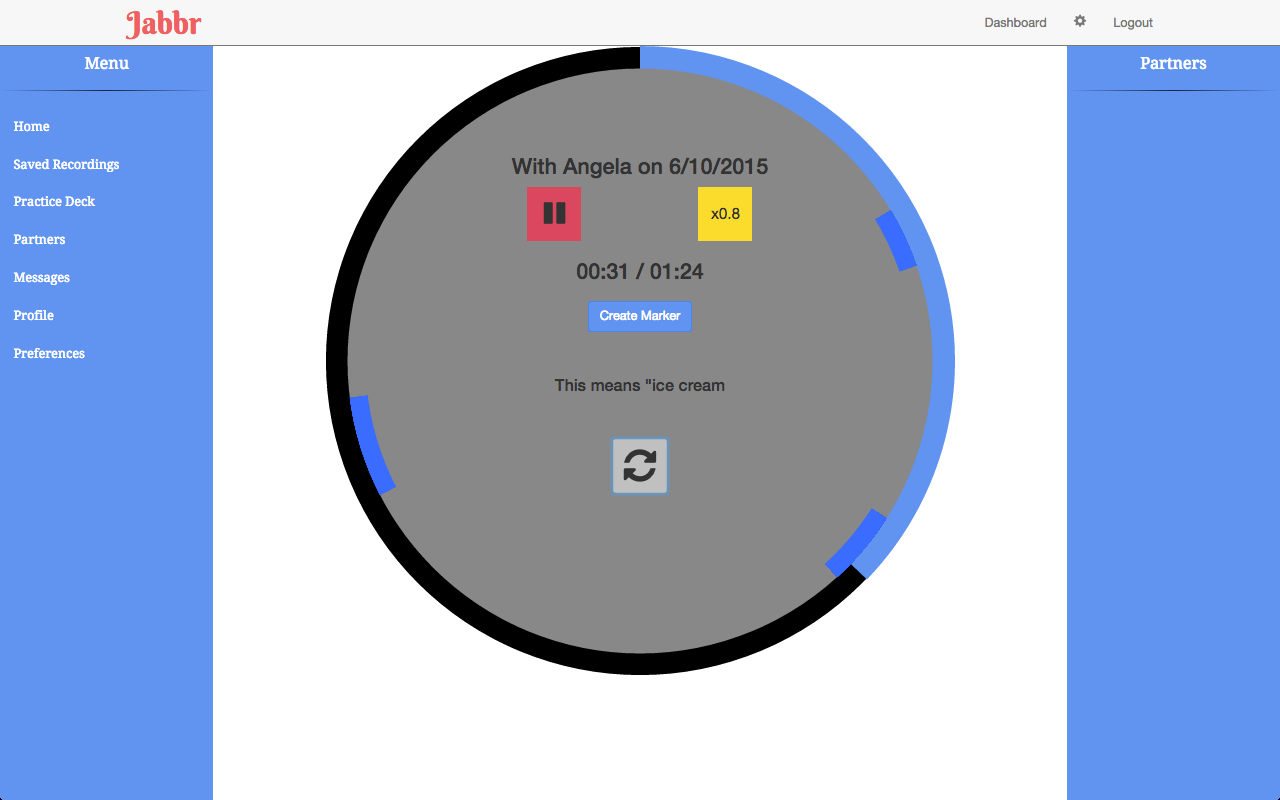 Jabbr
Dashboard
Logout
Menu
Home
Saved Recordings
Practice Deck
Partners
Messages
Profile
Preferences
With Angela on 6/10/2015
x0.8
00:31 / 01:24
Create Marker
This means "ice cream
Partners